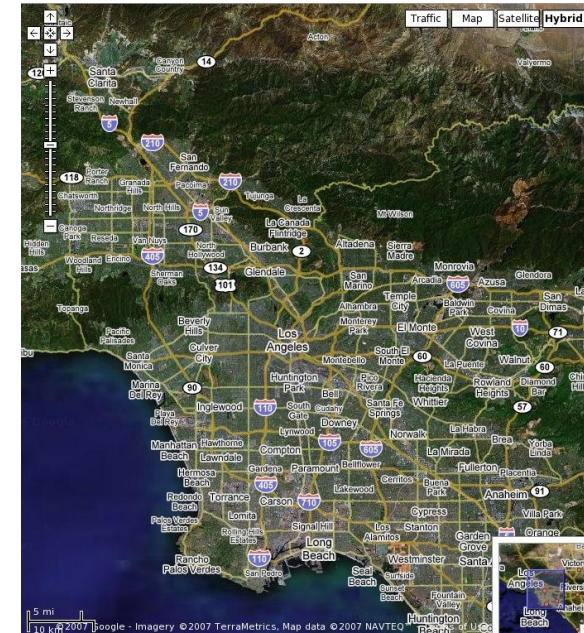 Traffic Map Satellite Hybrid
Acton
Canyon Country
14
Valyermo
Santa Clarita
Stevenson Ranch
Newhall
5
210
San Fernando
118
Porter Ranch
Granada Hills
Pacoima
210
Tujunga
La Crescenta
Chatsworth
Northridge
North Hills
5
Sun Valley
Mt Wilson
La Canada Flintridge
Canoga Park
Reseda
Van Nuys
170
Hidden Hills
North Hollywood
Burbank
2
Altadena
Sierra Madre
Woodland Hills
Encino
405
134
Glendale
Monrovia
Sherman Oaks
101
San Marino
Arcadia
605
Azusa
Glendora
Topanga
Temple City
Baldwin Park
Covina
San Dimas
Alhambra
Beverly Hills
Monterey Park
El Monte
10
71
Pacific Palisades
Los Angeles
West Covina
Culver City
Santa Monica
Montebello
South El Monte
60
La Puente
Walnut
60
Marina Del Rey
90
Huntington Park
Pico Rivera
Hacienda Heights
Rowland Heights
Diamond Bar
Bell
Inglewood
110
South Gate
Cudahy
Santa Fe Springs
Whittier
57
Playa Del Rey
Downey
Lynwood
La Habra
Manhattan Beach
Hawthorne
105
Norwalk
Brea
Lawndale
Compton
605
La Mirada
Yorba Linda
Hermosa Beach
Gardena
Paramount
Bellflower
Fullerton
Placentia
405
Cerritos
Redondo Beach
Torrance
Carson
710
Lakewood
Buena Park
Anaheim
91
Lomita
Cypress
Villa Park
Palos Verdes Estates
Rolling Hills Estates
Signal Hill
Los Alamitos
Stanton
Garden Grove
Orange
Rancho Palos Verdes
110
San Pedro
Long Beach
Seal Beach
Westminster
Santa
Surfside
Sunset Beach
Fountain Valley
Huntington
Los Angeles
Long Beach
5 mi
10 km
©2007 Google - Imagery ©2007 TerraMetrics, Map data ©2007 NAVTEQ